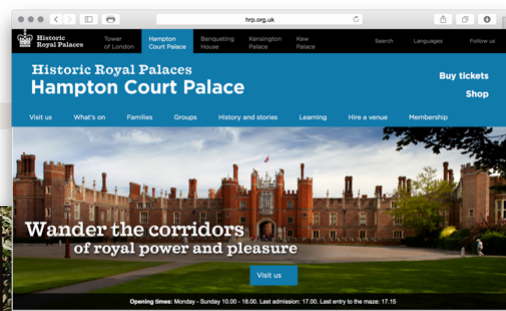 hrp.org.uk
Historic
Royal Palaces
Tower
of London
Hampton
Court Palace
Banqueting
House
Kensington
Palace
Kew
Palace
Search
Languages
Follow us
Historic Royal Palaces
Hampton Court Palace
Buy tickets
Shop
Visit us
What's on
Families
Groups
History and stories
Learning
Hire a venue
Membership
Wander the corridors
of royal power and pleasure
Visit us
Opening times: Monday - Sunday 10.00 - 18.00. Last admission: 17.00. Last entry to the maze: 17.15